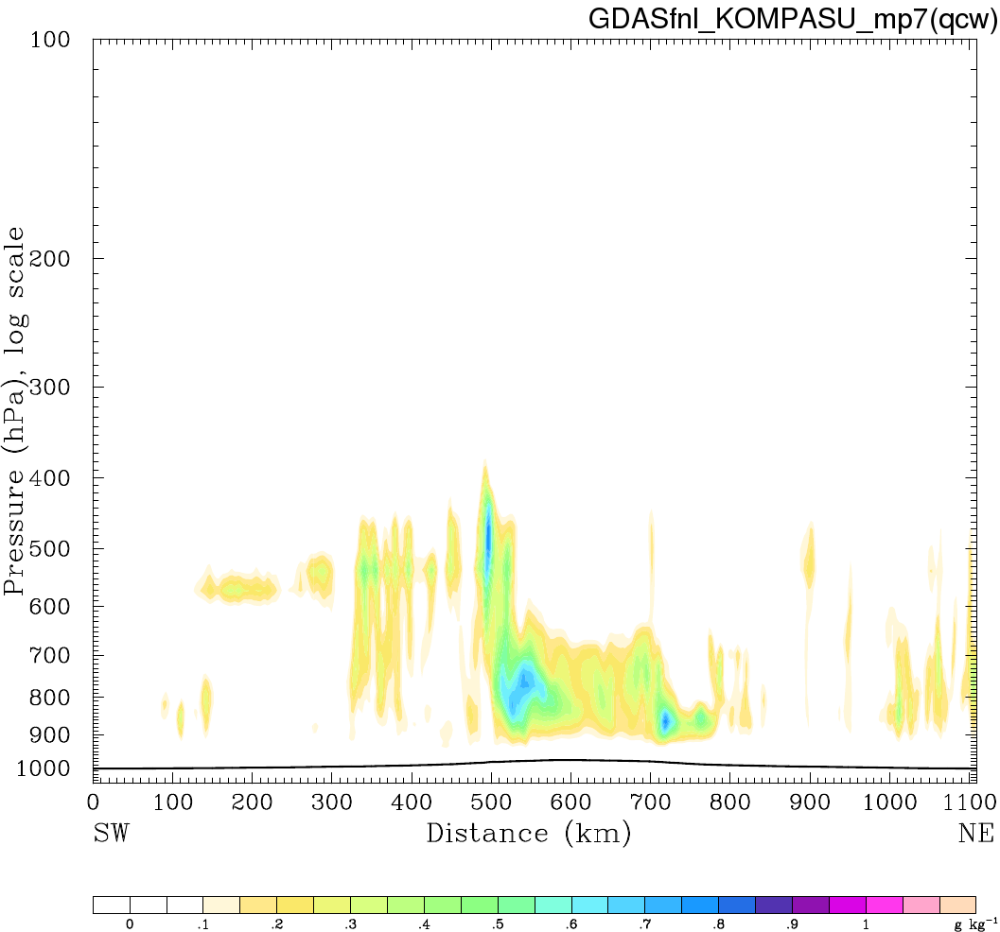 GDASfnl_KOMPASU_mp7(qcw)
Pressure (hPa), log scale
100
200
300
400
500
600
700
800
900
1000
0 100 200 300 400 500 600 700 800 900 1000 1100
SW Distance (km) NE
0 .1 .2 .3 .4 .5 .6 .7 .8 .9 1 g kg⁻¹